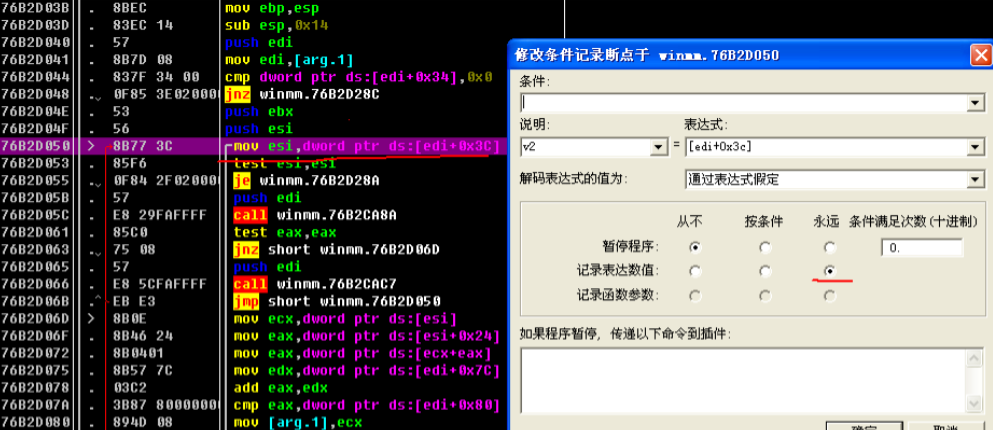 76B2D03B . 8BEC mov ebp,esp
76B2D03D . 83EC 14 sub esp,0x14
76B2D040 . 57 push edi
76B2D041 . 8B7D 08 mov edi,[arg.1]
76B2D044 . 837F 34 00 cmp dword ptr ds:[edi+0x34],0x0
76B2D048 . 0F85 3E02000 jnz winmm.76B2D28C
76B2D04E . 53 push ebx
76B2D04F . 56 push esi
76B2D050 > 8B77 3C mov esi,dword ptr ds:[edi+0x3C]
76B2D053 . 85F6 test esi,esi
76B2D055 . 0F84 2F02000 je winmm.76B2D28A
76B2D05B . 57 push edi
76B2D05C . E8 29FAFFFF call winmm.76B2CA8A
76B2D061 . 85C0 test eax,eax
76B2D063 . 75 08 jnz short winmm.76B2D06D
76B2D065 . 57 push edi
76B2D066 . E8 5CFAFFFF call winmm.76B2CAC7
76B2D06B .^ EB E3 jmp short winmm.76B2D050
76B2D06D > 8B0E mov ecx,dword ptr ds:[esi]
76B2D06F . 8B46 24 mov eax,dword ptr ds:[esi+0x24]
76B2D072 . 8B0401 mov eax,dword ptr ds:[ecx+eax]
76B2D075 . 8B57 7C mov edx,dword ptr ds:[edi+0x7C]
76B2D078 . 03C2 add eax,edx
76B2D07A . 3B87 8000000 cmp eax,dword ptr ds:[edi+0x80]
76B2D080 . 894D 08 mov [arg.1],ecx
修改条件记录断点于 winmm.76B2D050
条件:
说明: 表达式:
v2 = [edi+0x3c]
解码表达式的值为: 通过表达式假定
从不 按条件 永远 条件满足次数(十进制)
暂停程序: 0.
记录表达数值:
记录函数参数:
如果程序暂停, 传递以下命令到插件:
确定 取消